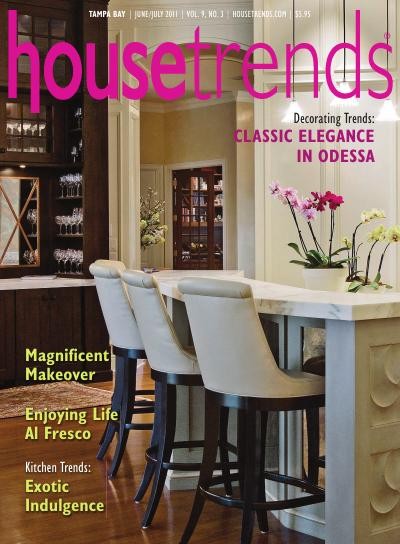 TAMPA BAY | JUNE/JULY 2011 | VOL. 9, NO. 3 | HOUSETRENDS.COM | $5.95
housetrends®
Decorating Trends:
CLASSIC ELEGANCE
IN ODESSA
Magnificent
Makeover
Enjoying Life
Al Fresco
Kitchen Trends:
Exotic
Indulgence